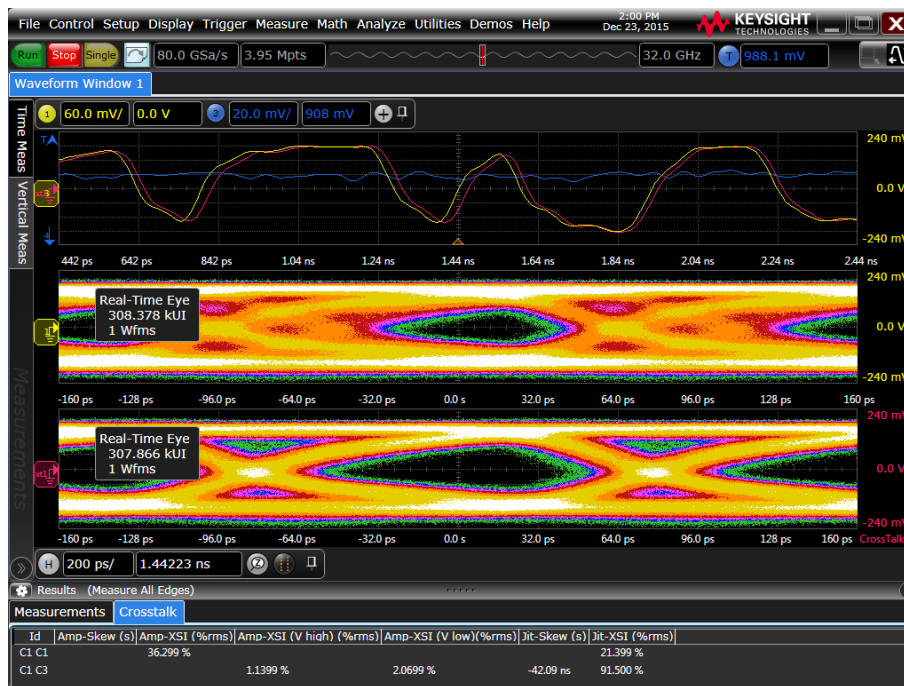 File Control Setup Display Trigger Measure Math Analyze Utilities Demos Help
2:00 PM
Dec 23, 2015
KEYSIGHT
TECHNOLOGIES
Run Stop Single 80.0 GSa/s 3.95 Mpts 32.0 GHz T 988.1 mV
Waveform Window 1
Time Meas
Vertical Meas
Measurements
1 60.0 mV/ 0.0 V 3 20.0 mV/ 908 mV
T
240 mV
0.0 V
-240 mV
442 ps 642 ps 842 ps 1.04 ns 1.24 ns 1.44 ns 1.64 ns 1.84 ns 2.04 ns 2.24 ns 2.44 ns
240 mV
Real-Time Eye
308.378 kUI
1 Wfms
0.0 V
-240 mV
-160 ps -128 ps -96.0 ps -64.0 ps -32.0 ps 0.0 s 32.0 ps 64.0 ps 96.0 ps 128 ps 160 ps
240 mV
Real-Time Eye
307.866 kUI
1 Wfms
xt1
0.0 V
-240 mV
-160 ps -128 ps -96.0 ps -64.0 ps -32.0 ps 0.0 s 32.0 ps 64.0 ps 96.0 ps 128 ps 160 ps CrossTalk
H 200 ps/ 1.44223 ns
Results (Measure All Edges)
Measurements Crosstalk
Id Amp-Skew (s) Amp-XSI (%rms) Amp-XSI (V high) (%rms) Amp-XSI (V low)(%rms) Jit-Skew (s) Jit-XSI (%rms)
C1 C1 36.299 % 21.399 %
C1 C3 1.1399 % 2.0699 % -42.09 ns 91.500 %